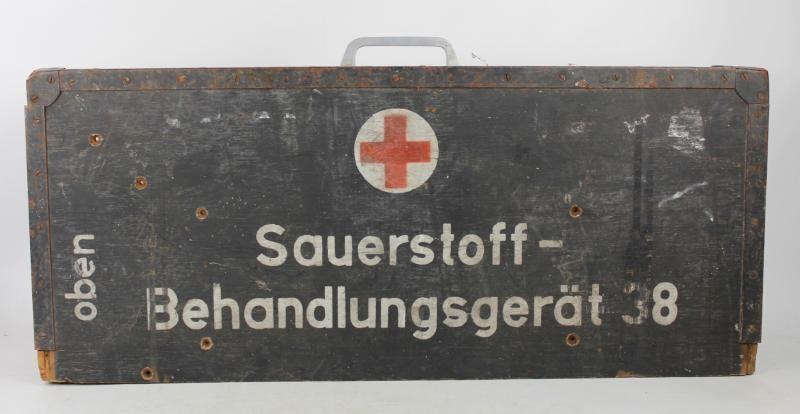 Sauerstoff-
Behandlungsgerät 38
oben